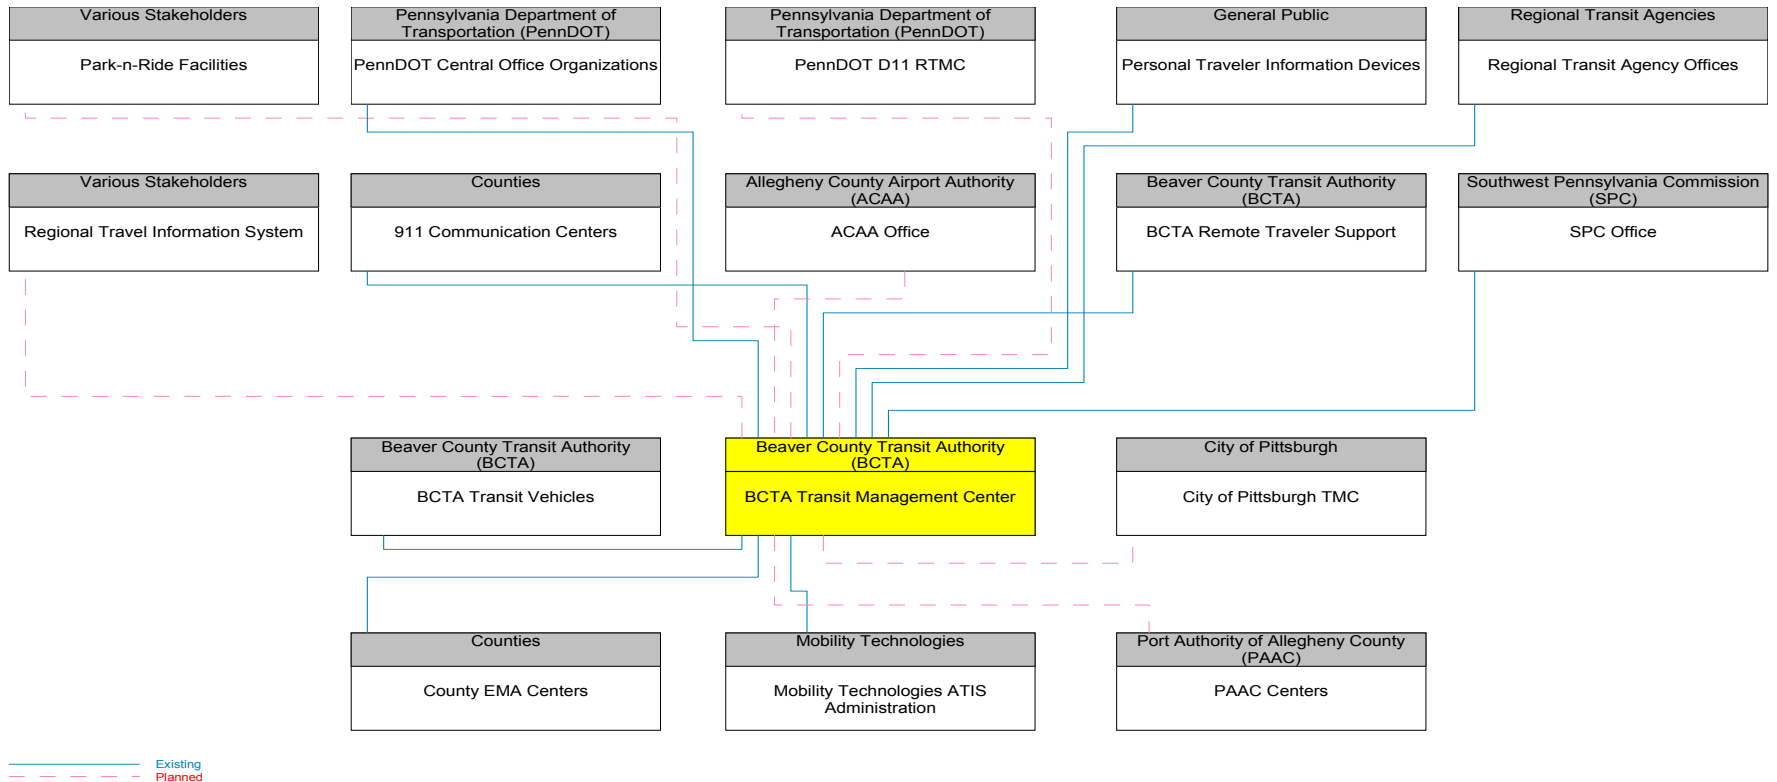 Various Stakeholders
Park-n-Ride Facilities
Pennsylvania Department of
Transportation (PennDOT)
PennDOT Central Office Organizations
Pennsylvania Department of
Transportation (PennDOT)
PennDOT D11 RTMC
General Public
Personal Traveler Information Devices
Regional Transit Agencies
Regional Transit Agency Offices
Various Stakeholders
Regional Travel Information System
Counties
911 Communication Centers
Allegheny County Airport Authority
(ACAA)
ACAA Office
Beaver County Transit Authority
(BCTA)
BCTA Remote Traveler Support
Southwest Pennsylvania Commission
(SPC)
SPC Office
Beaver County Transit Authority
(BCTA)
BCTA Transit Vehicles
Beaver County Transit Authority
(BCTA)
BCTA Transit Management Center
City of Pittsburgh
City of Pittsburgh TMC
Counties
County EMA Centers
Mobility Technologies
Mobility Technologies ATIS
Administration
Port Authority of Allegheny County
(PAAC)
PAAC Centers
Existing
Planned